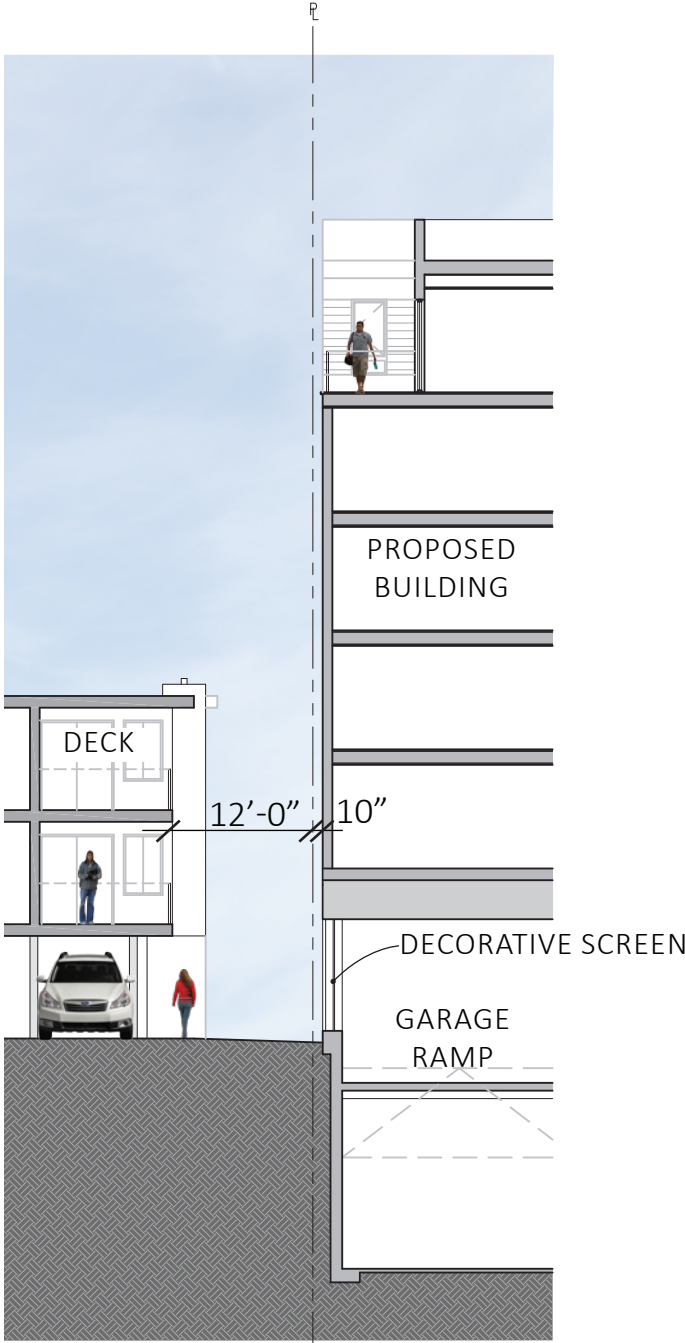 PL
PROPOSED
BUILDING
DECK
12’-0”
10”
DECORATIVE SCREEN
GARAGE
RAMP